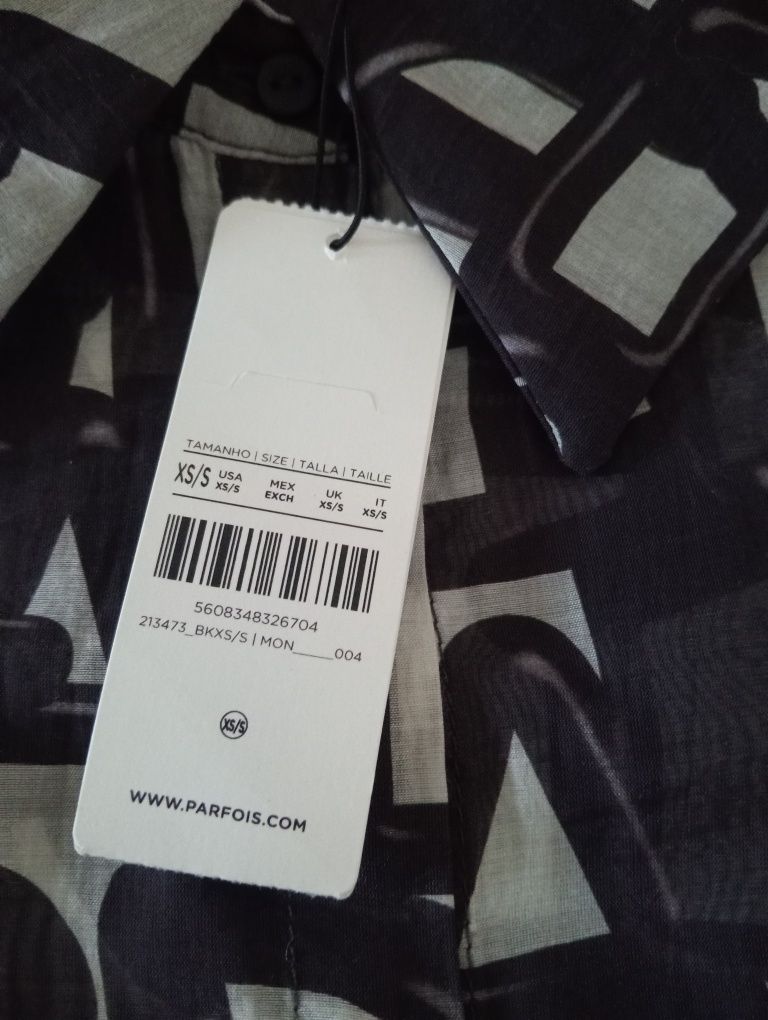 TAMANHO | SIZE | TALLA | TAILLE
XS/S USA XS/S MEX EXCH UK XS/S IT XS/S
5608348326704
213473_BKXS/S | MON_____004
XS/S
WWW.PARFOIS.COM